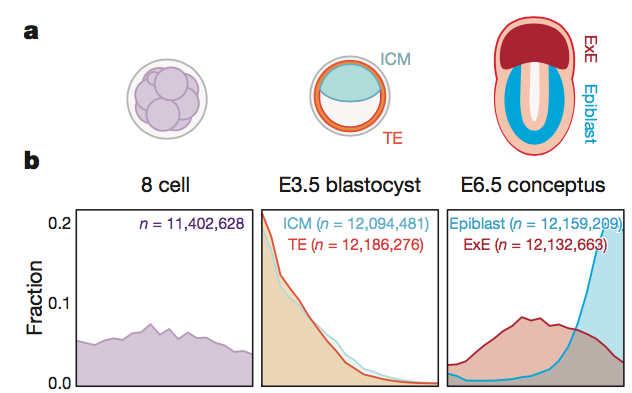 a
ICM
TE
ExE
Epiblast
b
8 cell
E3.5 blastocyst
E6.5 conceptus
Fraction
0.2
0.1
0.0
n = 11,402,628
ICM (n = 12,094,481)
TE (n = 12,186,276)
Epiblast (n = 12,159,209)
ExE (n = 12,132,663)